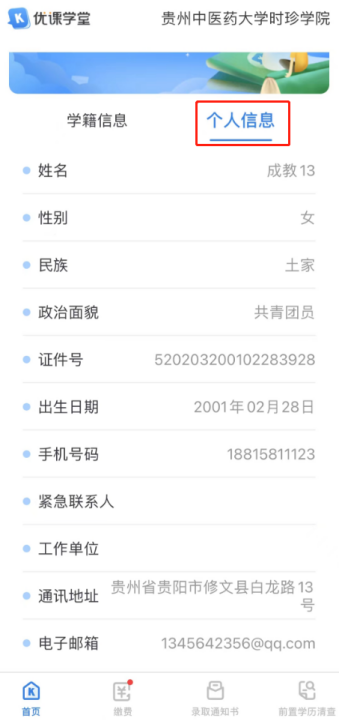 优课学堂
贵州中医药大学时珍学院
学籍信息 个人信息
姓名 成教13
性别 女
民族 土家
政治面貌 共青团员
证件号 520203200102283928
出生日期 2001年02月28日
手机号码 18815811123
紧急联系人
工作单位
通讯地址 贵州省贵阳市修文县白龙路13
号
电子邮箱 1345642356@qq.com
首页 缴费 录取通知书 前置学历清查